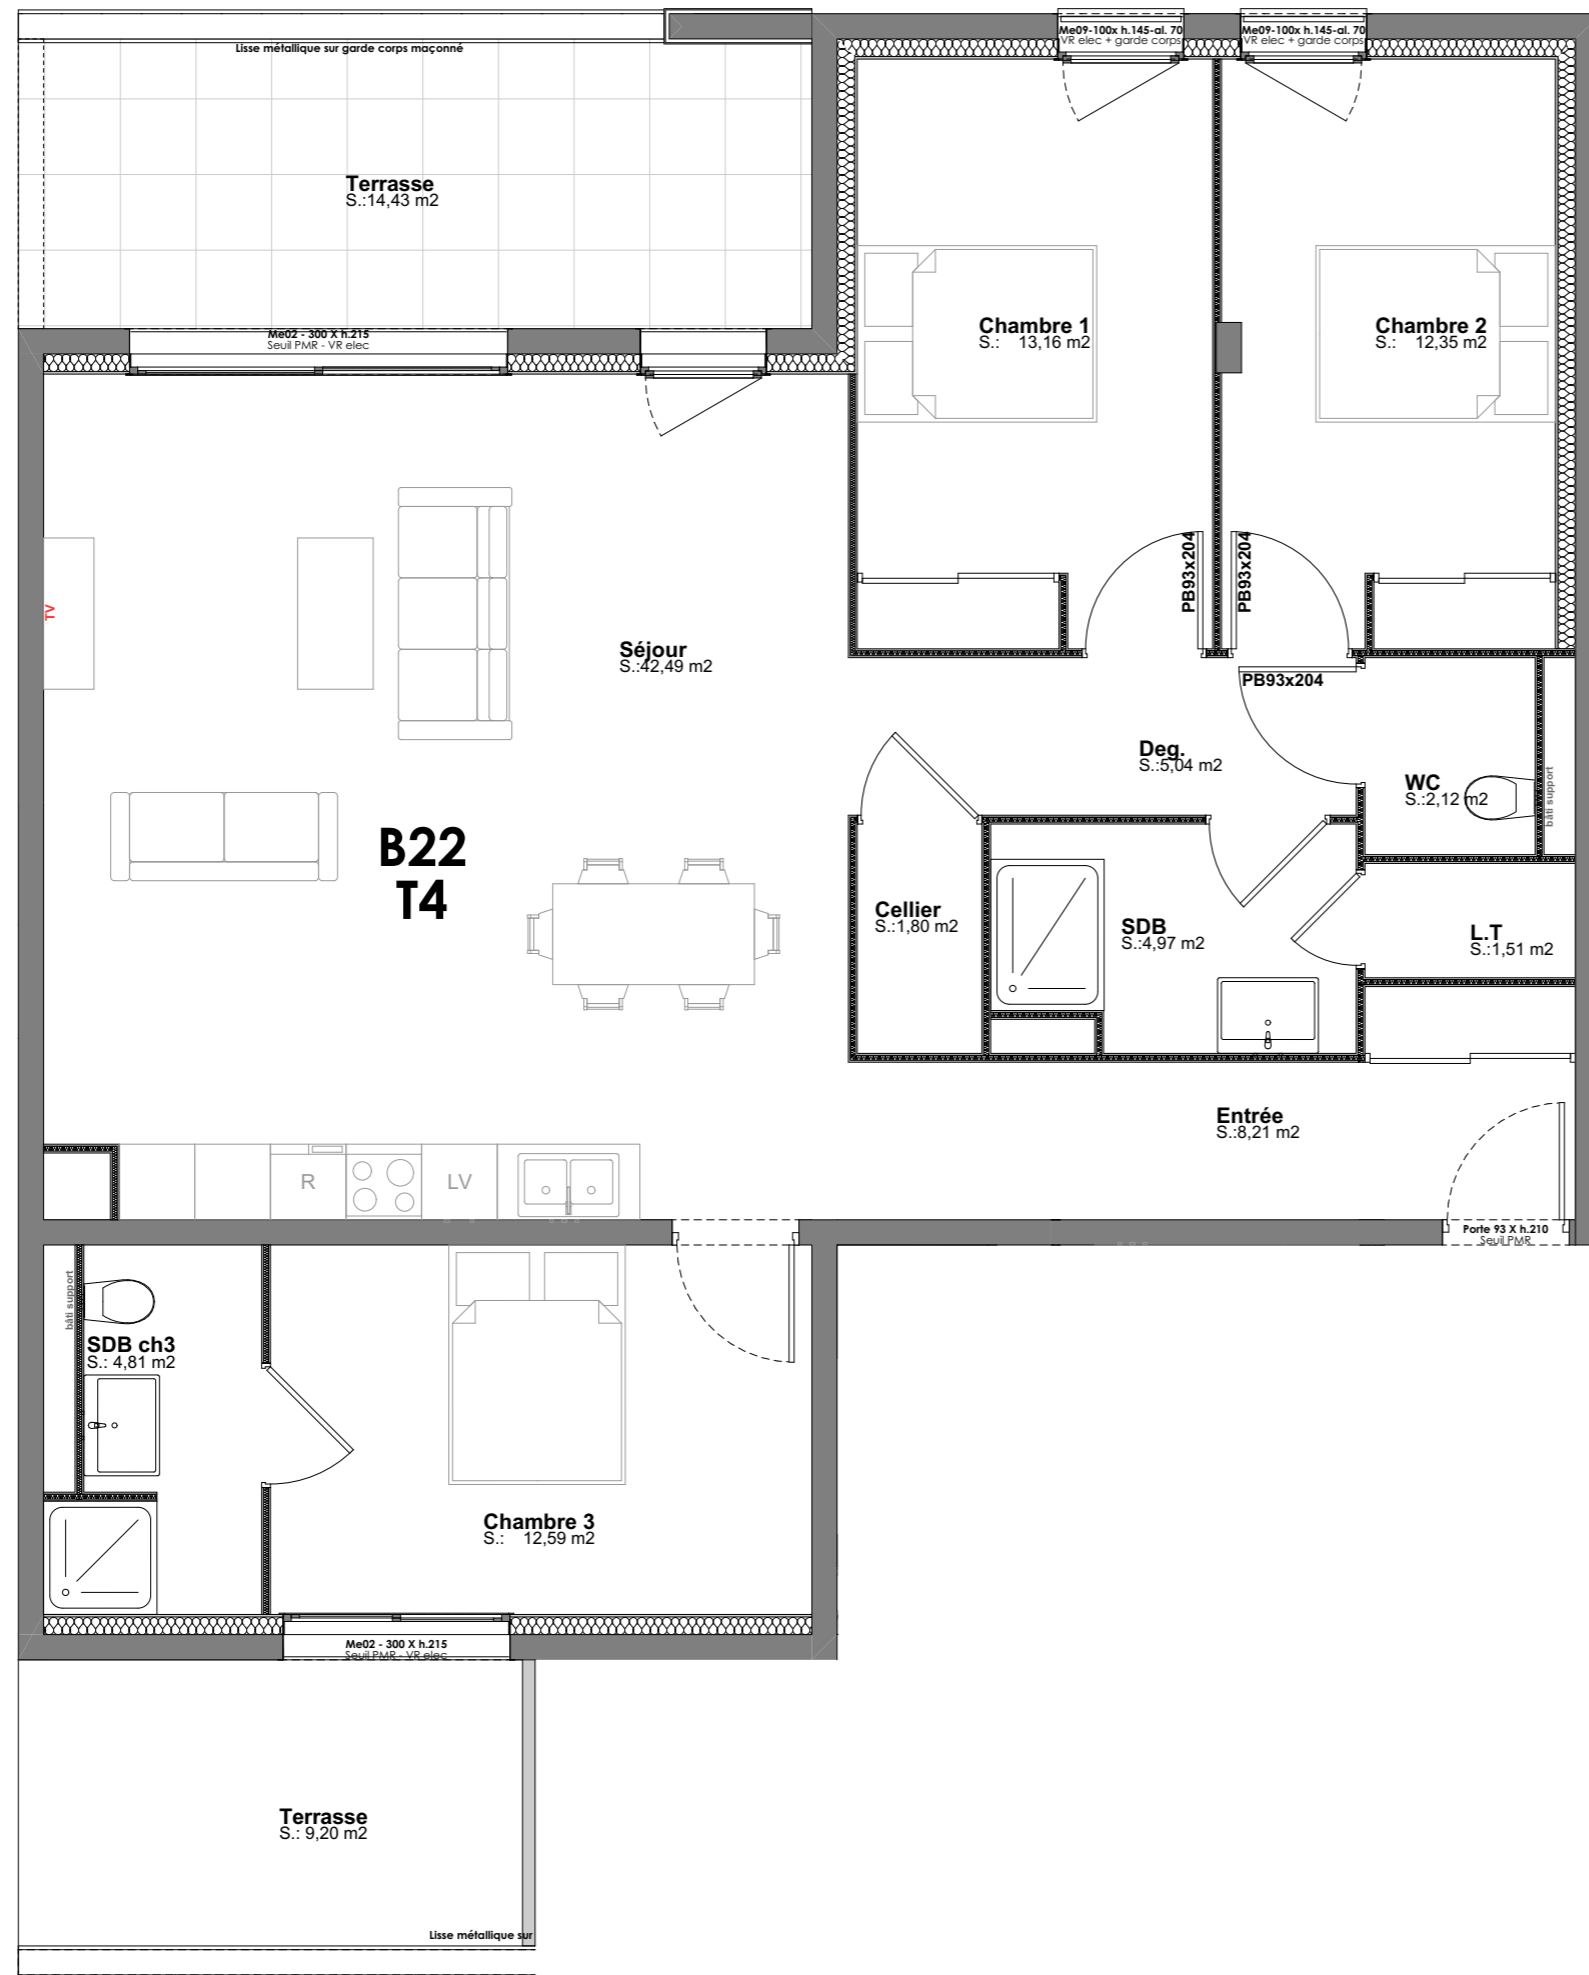 Lisse métallique sur garde corps maçonné
Me09-100x h.145-al. 70
VR elec + garde corps
Me09-100x h.145-al. 70
VR elec + garde corps
Terrasse
S.:14,43 m2
Chambre 1
S.: 13,16 m2
Chambre 2
S.: 12,35 m2
Me02 - 300 X h.215
Seuil PMR - VR elec
PB93x204
PB93x204
TV
Séjour
S.:42,49 m2
PB93x204
Deg.
S.:5,04 m2
WC
S.:2,12 m2
bâti support
B22
T4
Cellier
S.:1,80 m2
SDB
S.:4,97 m2
L.T
S.:1,51 m2
Entrée
S.:8,21 m2
R
LV
Porte 93 X h.210
Seuil PMR
bâti support
SDB ch3
S.: 4,81 m2
Chambre 3
S.: 12,59 m2
Me02 - 300 X h.215
Seuil PMR - VR elec
Terrasse
S.: 9,20 m2
Lisse métallique sur